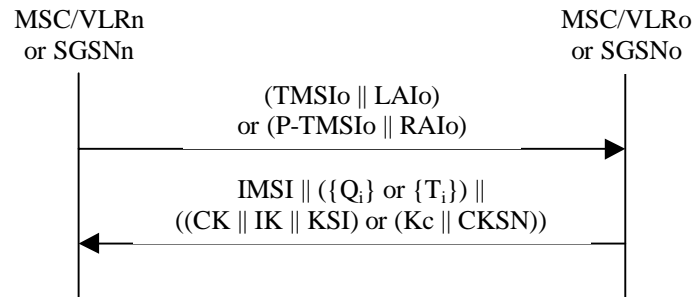 MSC/VLRn
or SGSNn
MSC/VLRo
or SGSNo
(TMSIo || LAIo)
or (P-TMSIo || RAIo)
IMSI || ({Qi} or {Ti}) ||
((CK || IK || KSI) or (Kc || CKSN))